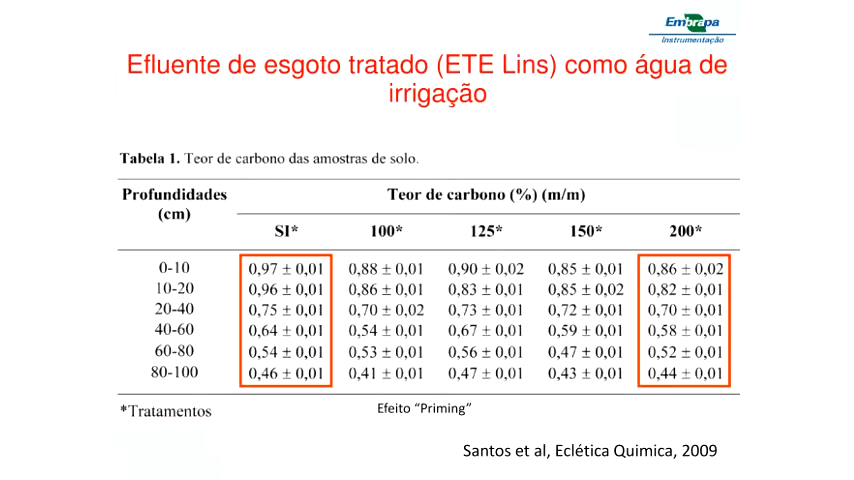 Embrapa
Instrumentação
Efluente de esgoto tratado (ETE Lins) como água de
irrigação
Tabela 1. Teor de carbono das amostras de solo.
Profundidades (cm) Teor de carbono (%) (m/m)
SI* 100* 125* 150* 200*
0-10 0,97 ± 0,01 0,88 ± 0,01 0,90 ± 0,02 0,85 ± 0,01 0,86 ± 0,02
10-20 0,96 ± 0,01 0,86 ± 0,01 0,83 ± 0,01 0,85 ± 0,02 0,82 ± 0,01
20-40 0,75 ± 0,01 0,70 ± 0,02 0,73 ± 0,01 0,72 ± 0,01 0,70 ± 0,01
40-60 0,64 ± 0,01 0,54 ± 0,01 0,67 ± 0,01 0,59 ± 0,01 0,58 ± 0,01
60-80 0,54 ± 0,01 0,53 ± 0,01 0,56 ± 0,01 0,47 ± 0,01 0,52 ± 0,01
80-100 0,46 ± 0,01 0,41 ± 0,01 0,47 ± 0,01 0,43 ± 0,01 0,44 ± 0,01
*Tratamentos
Efeito “Priming”
Santos et al, Eclética Quimica, 2009